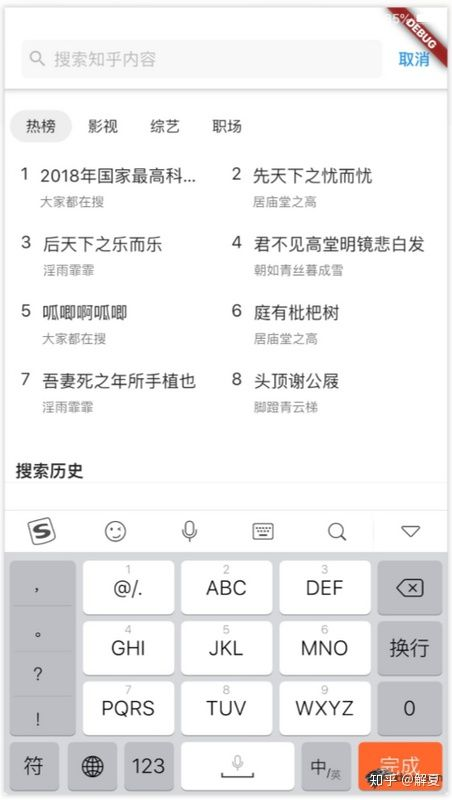 35%
DEBUG
搜索知乎内容 取消
热榜 影视 综艺 职场
1 2018年国家最高科... 2 先天下之忧而忧
大家都在搜 居庙堂之高
3 后天下之乐而乐 4 君不见高堂明镜悲白发
淫雨霏霏 朝如青丝暮成雪
5 呱唧啊呱唧 6 庭有枇杷树
大家都在搜 居庙堂之高
7 吾妻死之年所手植也 8 头顶谢公屐
淫雨霏霏 脚蹬青云梯
搜索历史
S
, 1 @/. 2 ABC 3 DEF
。 4 GHI 5 JKL 6 MNO 换行
?
! 7 PQRS 8 TUV 9 WXYZ 0
符 123 中/英 完成
知乎 @解夏